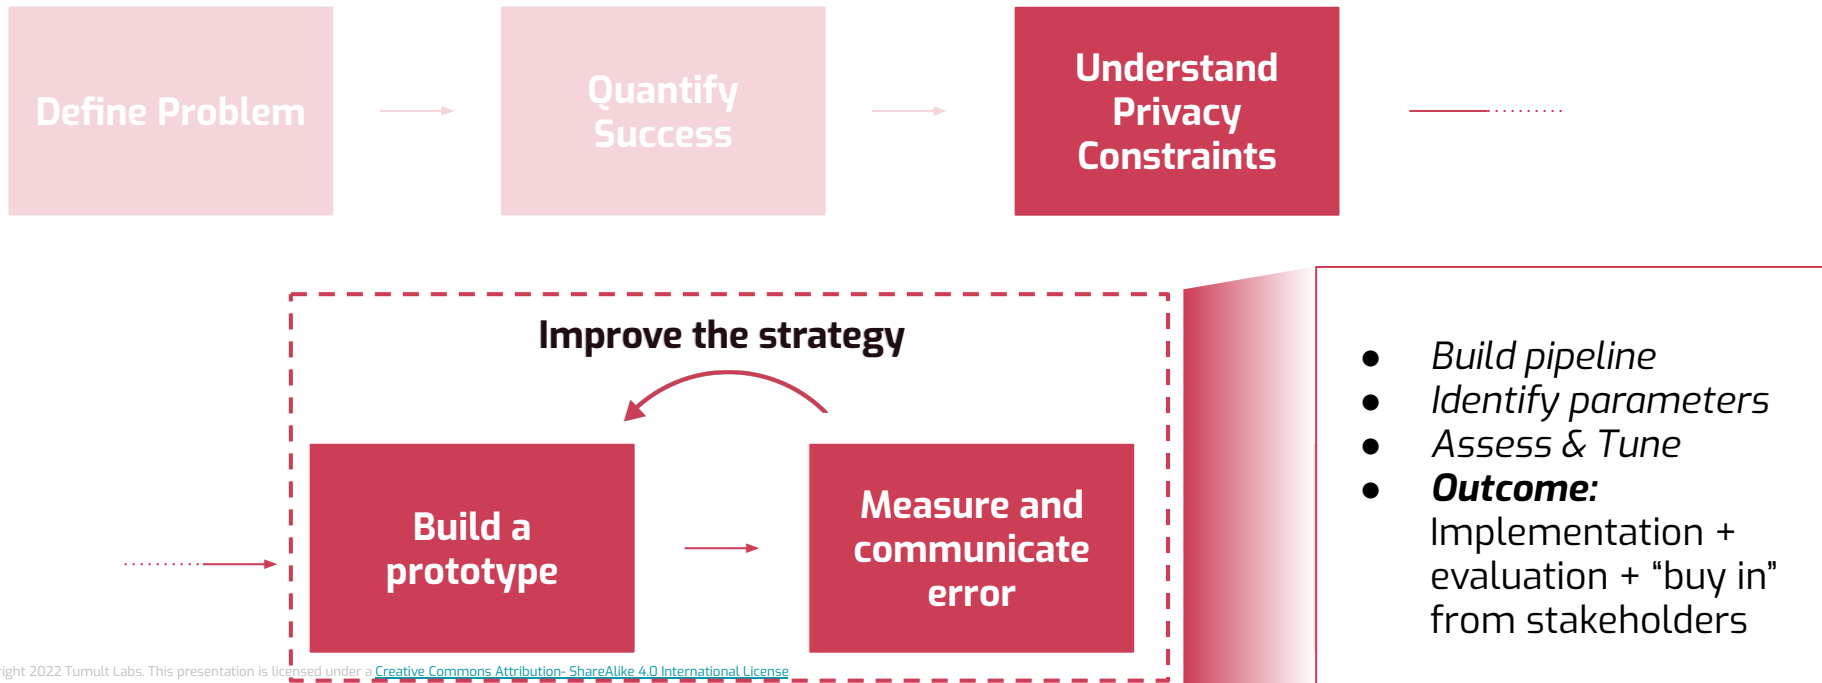 Define Problem
Quantify
Success
Understand
Privacy
Constraints
Improve the strategy
Build a
prototype
Measure and
communicate
error
● Build pipeline
● Identify parameters
● Assess & Tune
● Outcome:
Implementation +
evaluation + “buy in”
from stakeholders
right 2022 Tumult Labs. This presentation is licensed under a Creative Commons Attribution- ShareAlike 4.0 International License.